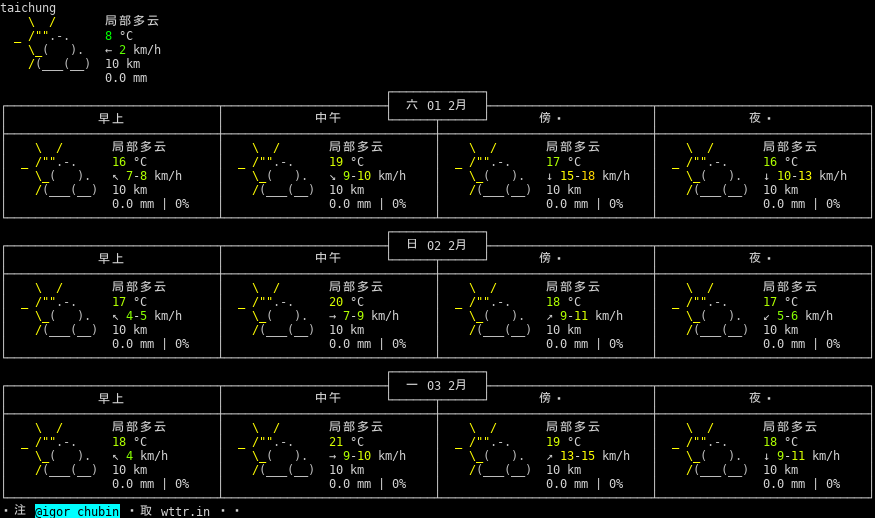 taichung
局部多云
8 °C
← 2 km/h
10 km
0.0 mm
六 01 2月
早上 中午 傍・ 夜・
局部多云 局部多云 局部多云 局部多云
16 °C 19 °C 17 °C 16 °C
↖ 7-8 km/h ↘ 9-10 km/h ↓ 15-18 km/h ↓ 10-13 km/h
10 km 10 km 10 km 10 km
0.0 mm | 0% 0.0 mm | 0% 0.0 mm | 0% 0.0 mm | 0%
日 02 2月
早上 中午 傍・ 夜・
局部多云 局部多云 局部多云 局部多云
17 °C 20 °C 18 °C 17 °C
↖ 4-5 km/h → 7-9 km/h ↗ 9-11 km/h ↙ 5-6 km/h
10 km 10 km 10 km 10 km
0.0 mm | 0% 0.0 mm | 0% 0.0 mm | 0% 0.0 mm | 0%
一 03 2月
早上 中午 傍・ 夜・
局部多云 局部多云 局部多云 局部多云
18 °C 21 °C 19 °C 18 °C
↖ 4 km/h → 9-10 km/h ↗ 13-15 km/h ↓ 9-11 km/h
10 km 10 km 10 km 10 km
0.0 mm | 0% 0.0 mm | 0% 0.0 mm | 0% 0.0 mm | 0%
・注 @igor_chubin ・取 wttr.in ・・